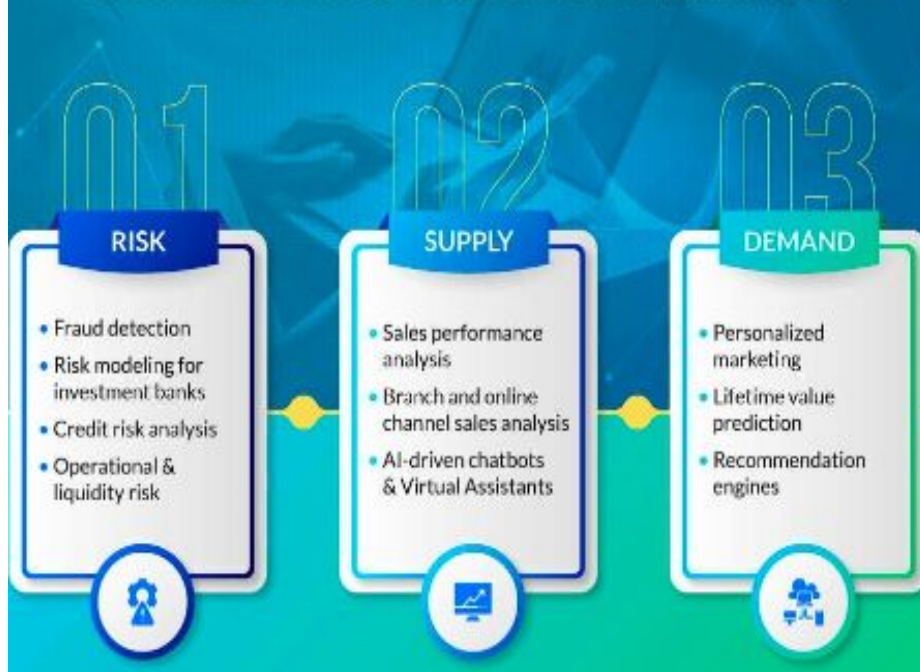 01
RISK
• Fraud detection
• Risk modeling for
investment banks
• Credit risk analysis
• Operational &
liquidity risk
02
SUPPLY
• Sales performance
analysis
• Branch and online
channel sales analysis
• AI-driven chatbots
& Virtual Assistants
03
DEMAND
• Personalized
marketing
• Lifetime value
prediction
• Recommendation
engines